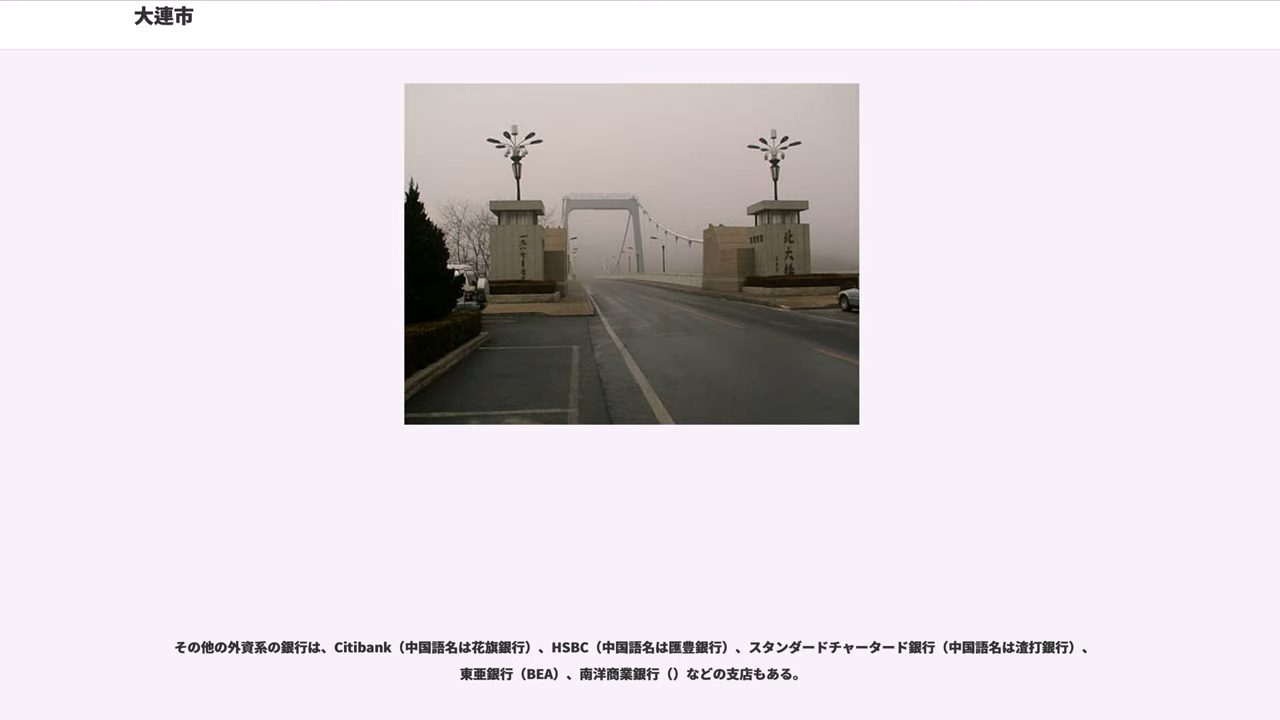 大連市
北大橋
その他の外資系の銀行は、Citibank（中国語名は花旗銀行）、HSBC（中国語名は匯豊銀行）、スタンダードチャータード銀行（中国語名は渣打銀行）、
東亜銀行（BEA）、南洋商業銀行（）などの支店もある。